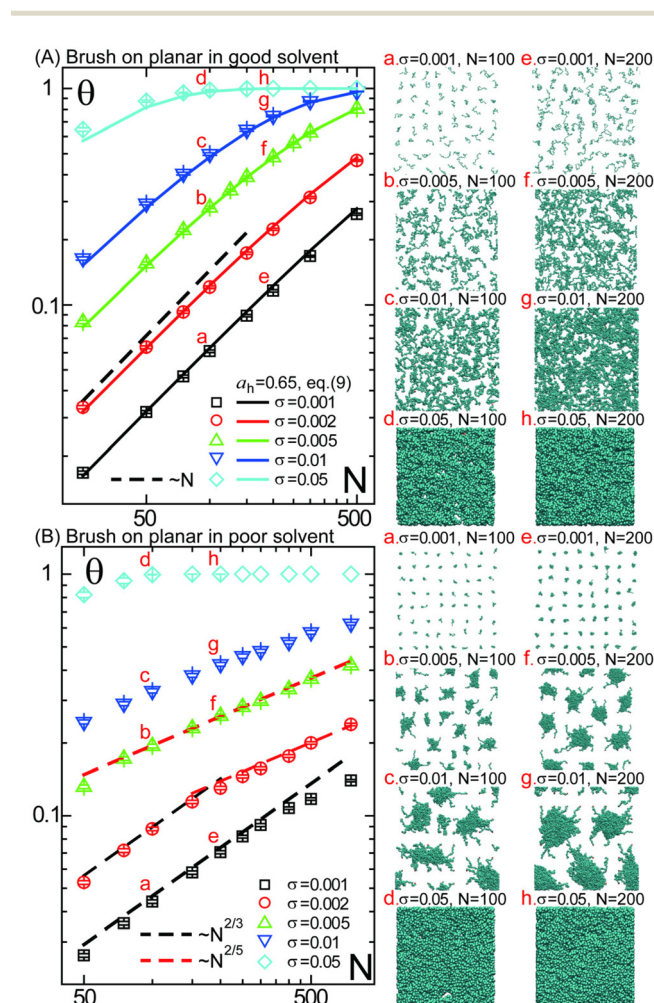 (A) Brush on planar in good solvent
θ
1
0.1
50
500
N
a
b
c
d
e
f
g
h
a_h=0.65, eq.(9)
σ=0.001
σ=0.002
σ=0.005
σ=0.01
σ=0.05
~N
a. σ=0.001, N=100
e. σ=0.001, N=200
b. σ=0.005, N=100
f. σ=0.005, N=200
c. σ=0.01, N=100
g. σ=0.01, N=200
d. σ=0.05, N=100
h. σ=0.05, N=200
(B) Brush on planar in poor solvent
θ
1
0.1
50
500
N
a
b
c
d
e
f
g
h
σ=0.001
σ=0.002
σ=0.005
σ=0.01
σ=0.05
~N^2/3
~N^2/5
a. σ=0.001, N=100
e. σ=0.001, N=200
b. σ=0.005, N=100
f. σ=0.005, N=200
c. σ=0.01, N=100
g. σ=0.01, N=200
d. σ=0.05, N=100
h. σ=0.05, N=200